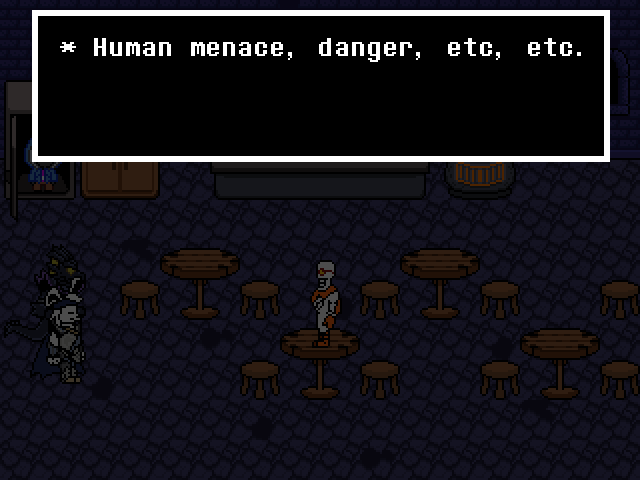 * Human menace, danger, etc, etc.